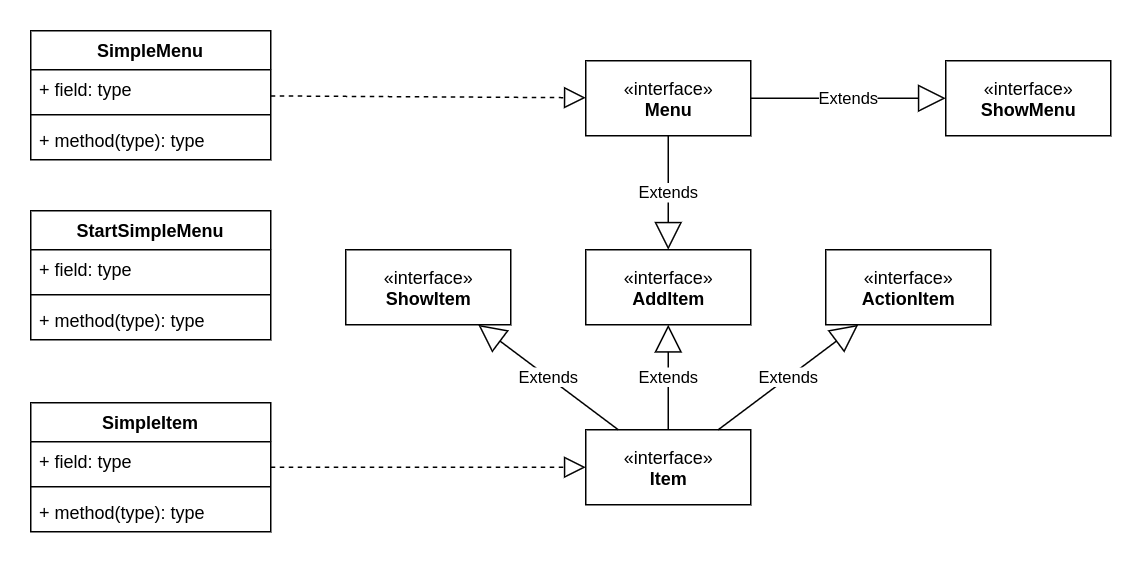 SimpleMenu
+ field: type
+ method(type): type
«interface»
Menu
Extends
«interface»
ShowMenu
Extends
StartSimpleMenu
+ field: type
+ method(type): type
«interface»
ShowItem
«interface»
AddItem
«interface»
ActionItem
Extends
Extends
Extends
SimpleItem
+ field: type
+ method(type): type
«interface»
Item